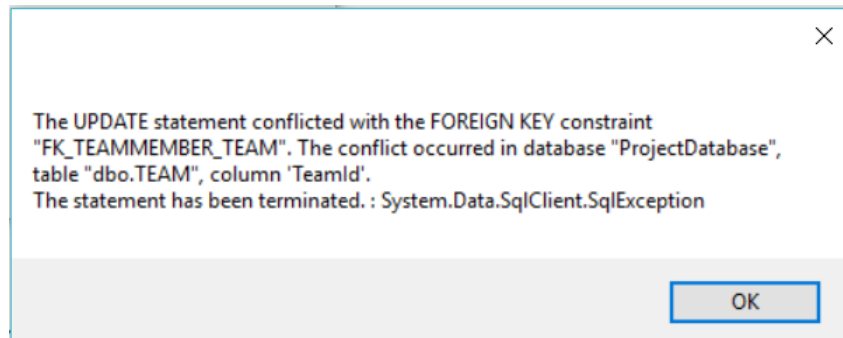 The UPDATE statement conflicted with the FOREIGN KEY constraint
"FK_TEAMMEMBER_TEAM". The conflict occurred in database "ProjectDatabase",
table "dbo.TEAM", column 'TeamId'.
The statement has been terminated. : System.Data.SqlClient.SqlException
OK